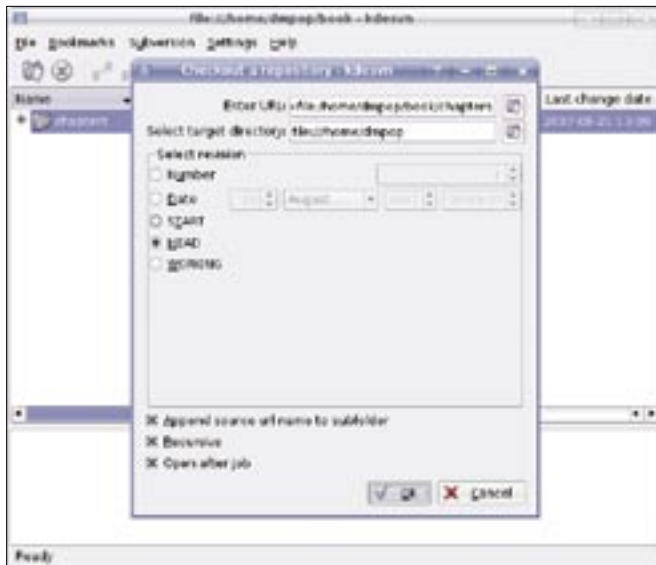 file:///home/dmpop/book - kdesvn
File Bookmarks Subversion Settings Help
Checkout a repository - kdesvn
Name
Last change date
chapters
Enter URL: file:///home/dmpop/book/chapters
Select target directory: file:///home/dmpop
Select revision
Number
Date August
START
HEAD
WORKING
Append source url name to subfolder
Recursive
Open after job
OK Cancel
Ready